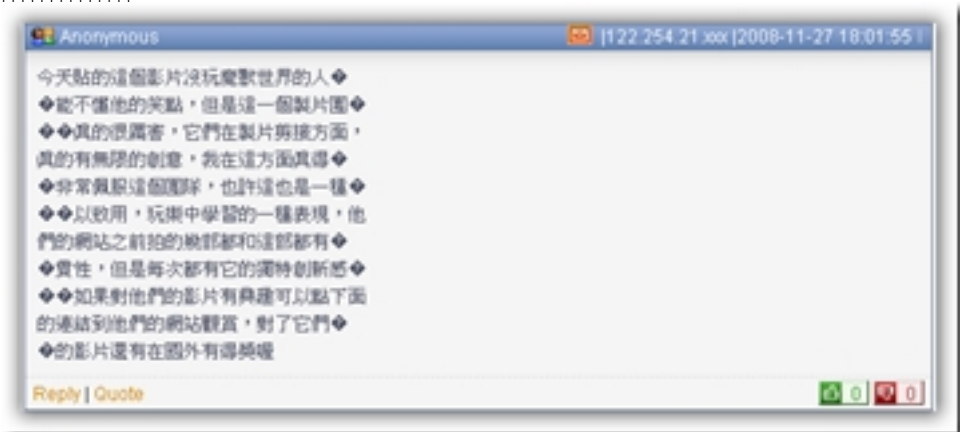 Anonymous |122.254.21.xxx |2008-11-27 18:01:55 |
今天貼的這個影片沒玩魔獸世界的人�
�能不懂他的笑點,但是這一個製片團�
��真的很厲害,它們在製片剪接方面,
真的有無限的創意,我在這方面真得�
�非常佩服這個團隊,也許這也是一種�
��以致用,玩樂中學習的一種表現,他
們的網站之前拍的幾部都和這部都有�
�貫性,但是每次都有它的獨特創新感�
��如果對他們的影片有興趣可以點下面
的連結到他們的網站觀賞,對了它們�
�的影片還有在國外有得獎喔
Reply | Quote 0 0